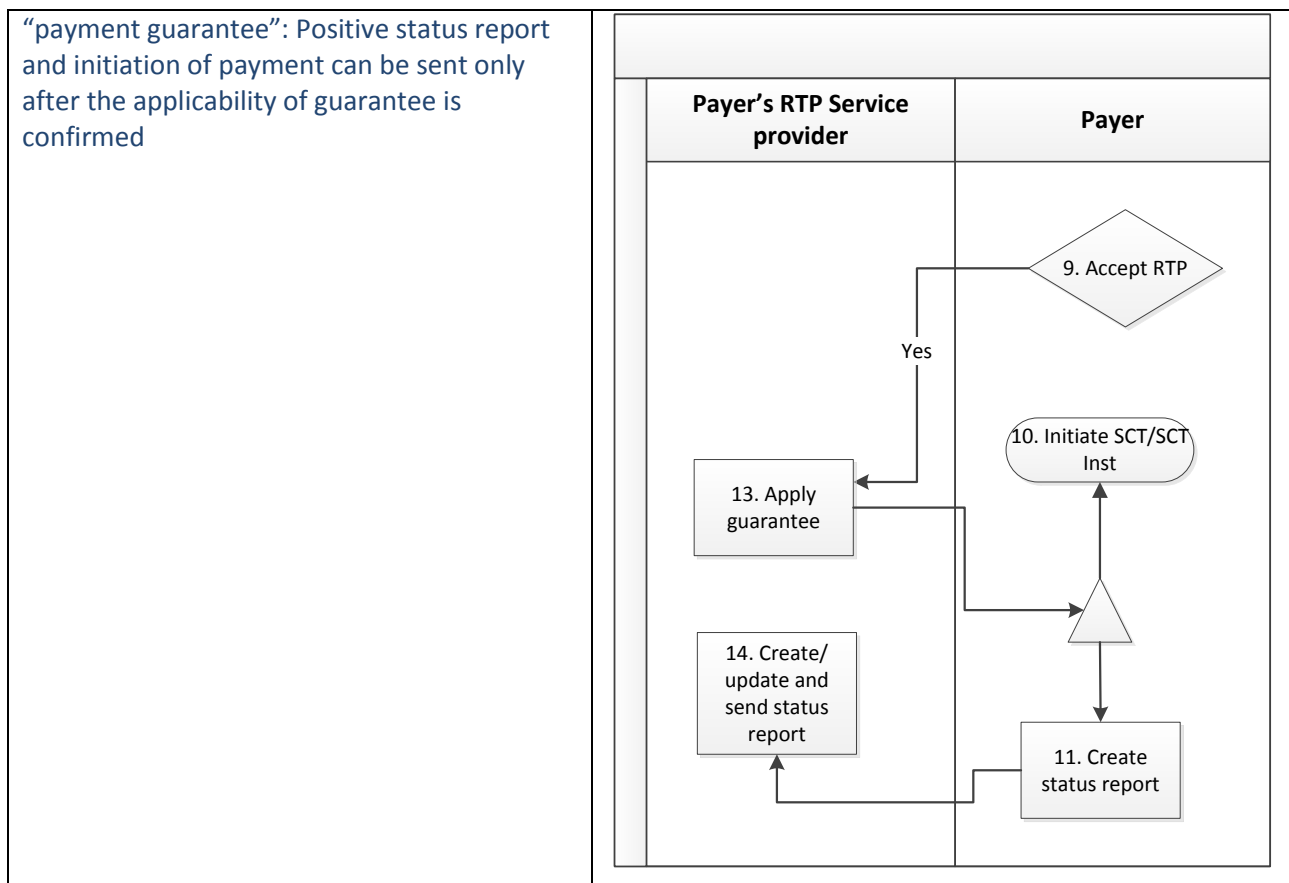 “payment guarantee”: Positive status report
and initiation of payment can be sent only
after the applicability of guarantee is
confirmed
Payer’s RTP Service
provider
Payer
9. Accept RTP
Yes
10. Initiate SCT/SCT
Inst
13. Apply
guarantee
14. Create/
update and
send status
report
11. Create
status report